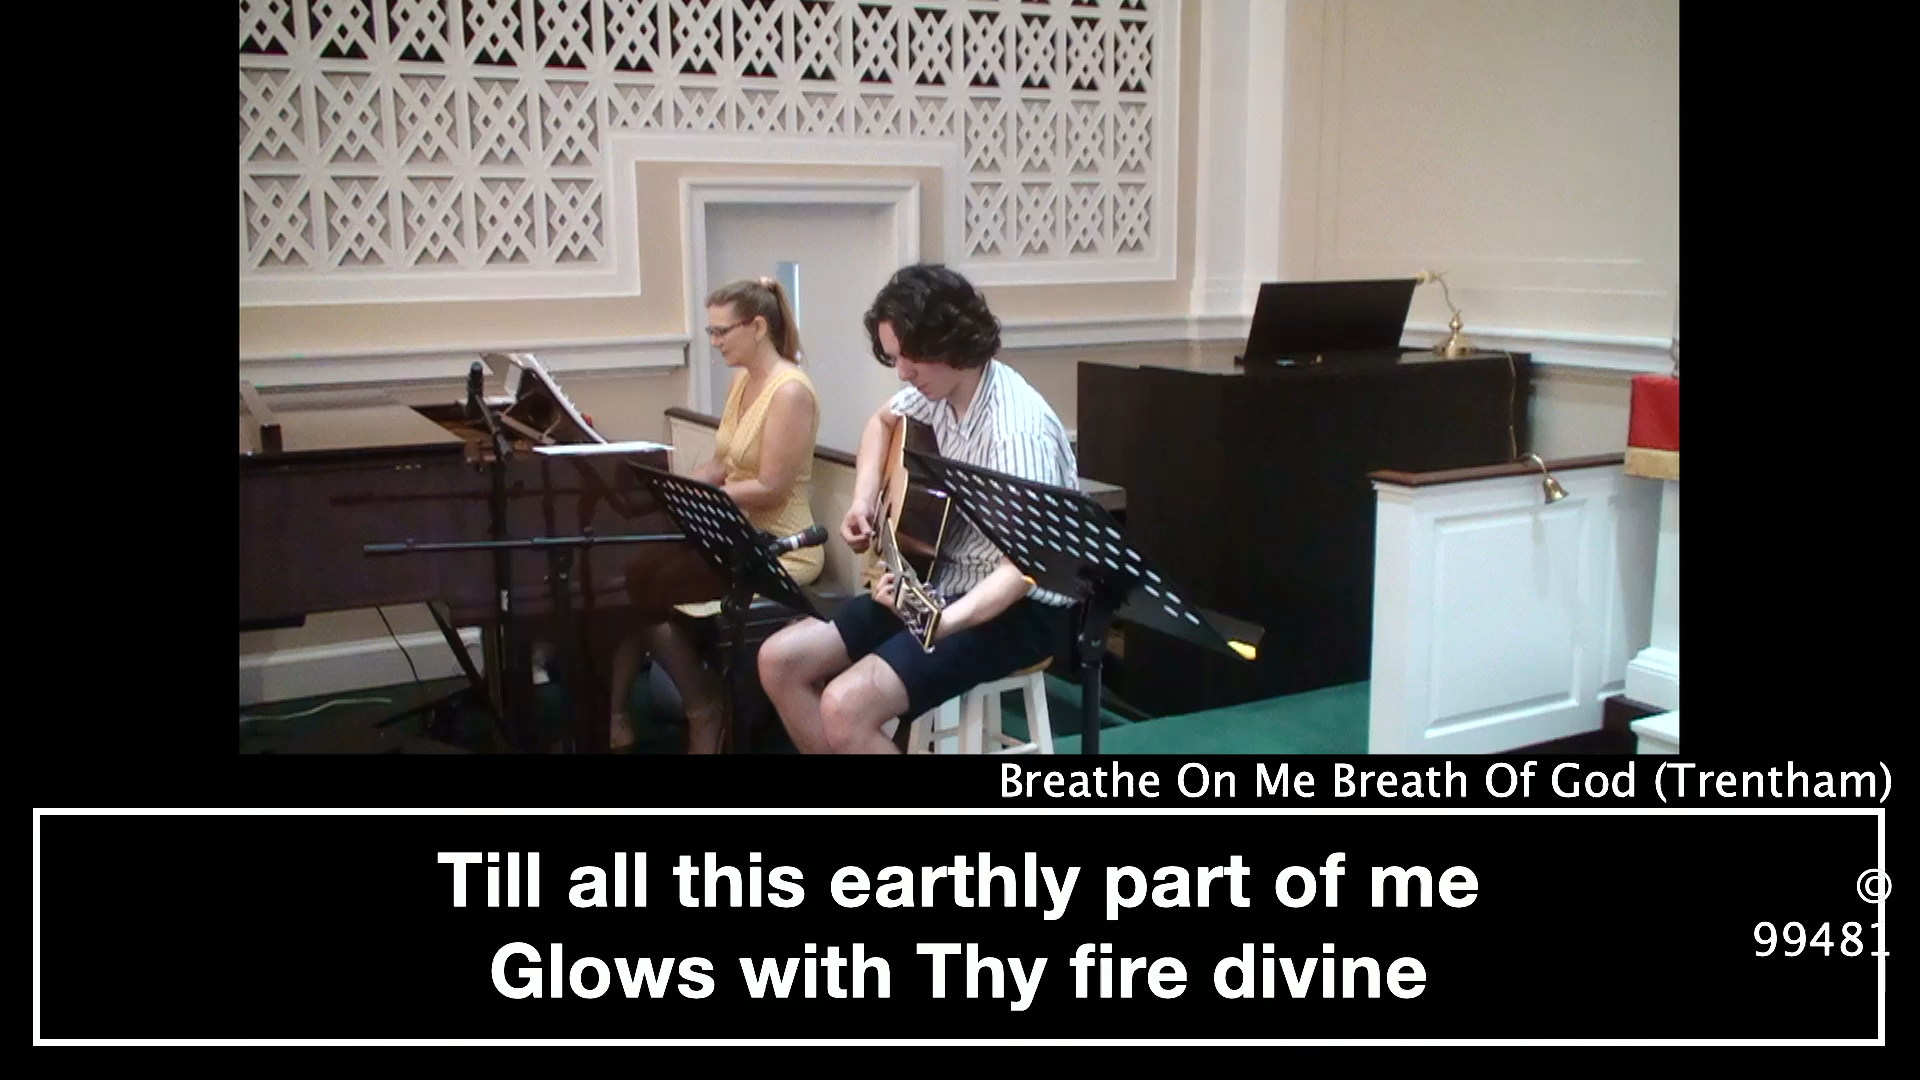 Breathe On Me Breath Of God (Trentham)
Till all this earthly part of me
Glows with Thy fire divine
©
99481